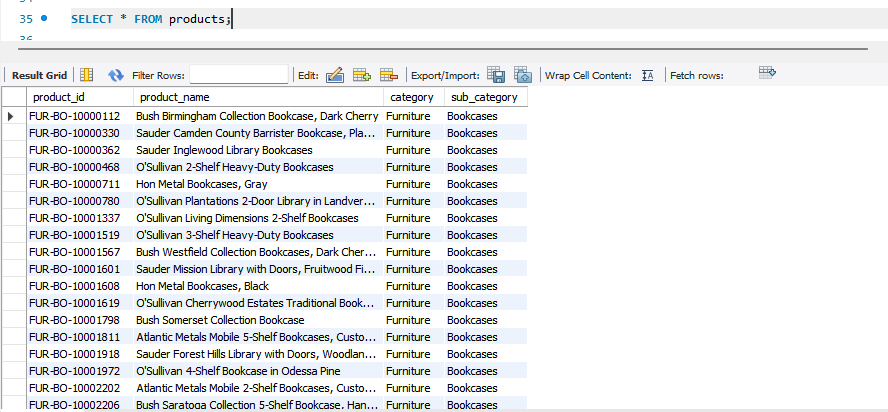 35 SELECT * FROM products;
36
Result Grid Filter Rows: Edit: Export/Import: Wrap Cell Content: Fetch rows:
product_id product_name category sub_category
FUR-BO-10000112 Bush Birmingham Collection Bookcase, Dark Cherry Furniture Bookcases
FUR-BO-10000330 Sauder Camden County Barrister Bookcase, Pla... Furniture Bookcases
FUR-BO-10000362 Sauder Inglewood Library Bookcases Furniture Bookcases
FUR-BO-10000468 O'Sullivan 2-Shelf Heavy-Duty Bookcases Furniture Bookcases
FUR-BO-10000711 Hon Metal Bookcases, Gray Furniture Bookcases
FUR-BO-10000780 O'Sullivan Plantations 2-Door Library in Landver... Furniture Bookcases
FUR-BO-10001337 O'Sullivan Living Dimensions 2-Shelf Bookcases Furniture Bookcases
FUR-BO-10001519 O'Sullivan 3-Shelf Heavy-Duty Bookcases Furniture Bookcases
FUR-BO-10001567 Bush Westfield Collection Bookcases, Dark Cher... Furniture Bookcases
FUR-BO-10001601 Sauder Mission Library with Doors, Fruitwood Fi... Furniture Bookcases
FUR-BO-10001608 Hon Metal Bookcases, Black Furniture Bookcases
FUR-BO-10001619 O'Sullivan Cherrywood Estates Traditional Book... Furniture Bookcases
FUR-BO-10001798 Bush Somerset Collection Bookcase Furniture Bookcases
FUR-BO-10001811 Atlantic Metals Mobile 5-Shelf Bookcases, Custo... Furniture Bookcases
FUR-BO-10001918 Sauder Forest Hills Library with Doors, Woodlan... Furniture Bookcases
FUR-BO-10001972 O'Sullivan 4-Shelf Bookcase in Odessa Pine Furniture Bookcases
FUR-BO-10002202 Atlantic Metals Mobile 2-Shelf Bookcases, Custo... Furniture Bookcases
FUR-BO-10002206 Bush Saratoga Collection 5-Shelf Bookcase, Han... Furniture Bookcases